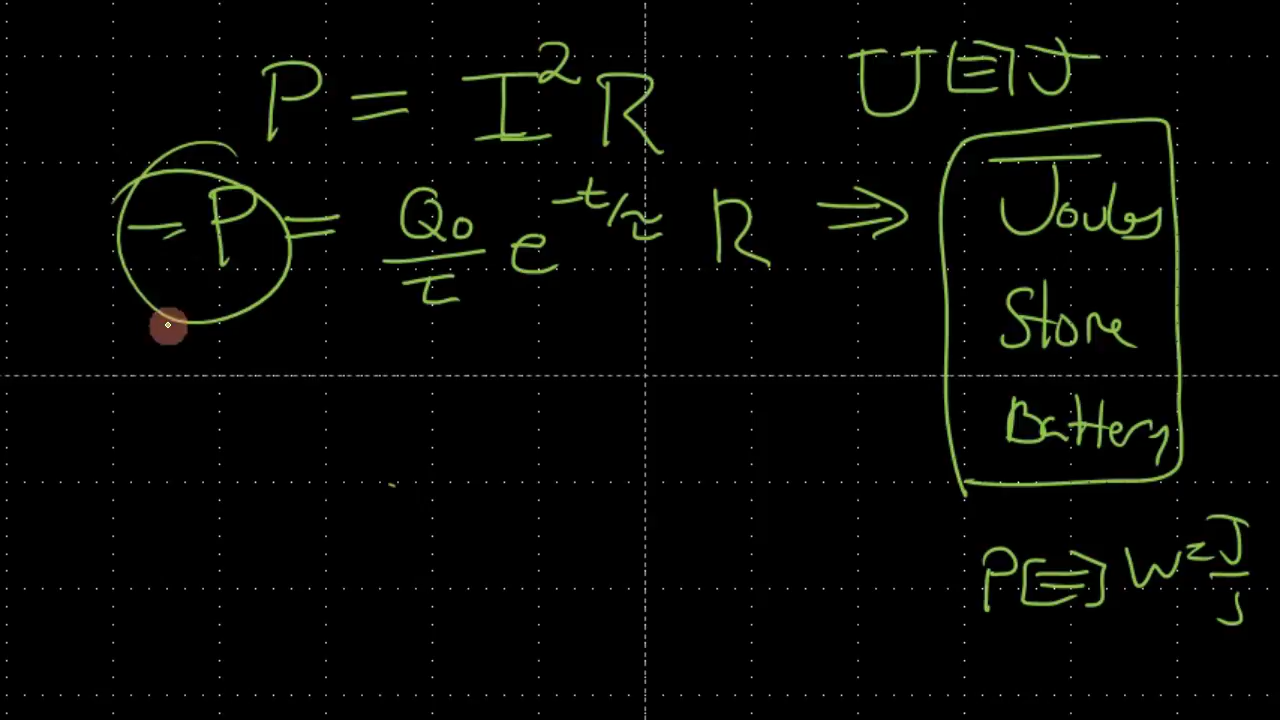 P = I²R
U [=] J
– P = Q₀/τ e^(-t/τ) R ⇒
Joules
Store
Battery
P [=] W = J/s